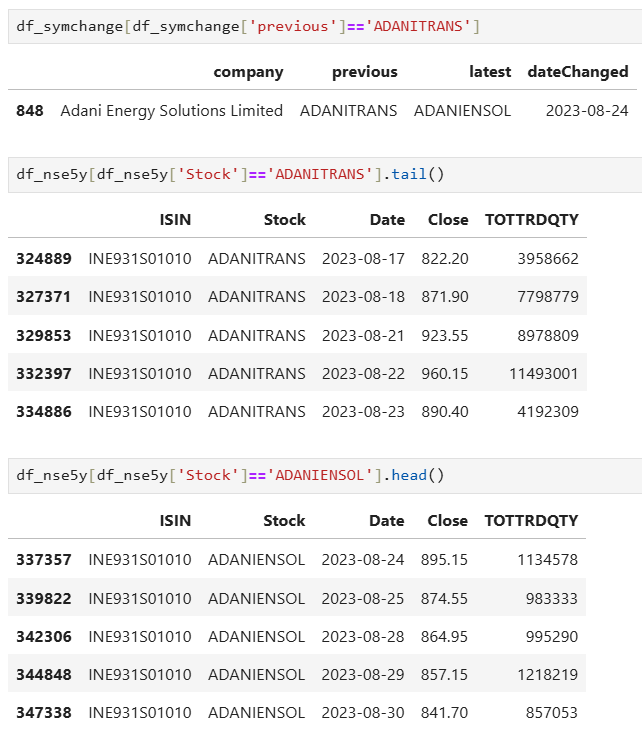 df_symchange[df_symchange['previous']=='ADANITRANS']
company previous latest dateChanged
848 Adani Energy Solutions Limited ADANITRANS ADANIENSOL 2023-08-24
df_nse5y[df_nse5y['Stock']=='ADANITRANS'].tail()
ISIN Stock Date Close TOTTRDQTY
324889 INE931S01010 ADANITRANS 2023-08-17 822.20 3958662
327371 INE931S01010 ADANITRANS 2023-08-18 871.90 7798779
329853 INE931S01010 ADANITRANS 2023-08-21 923.55 8978809
332397 INE931S01010 ADANITRANS 2023-08-22 960.15 11493001
334886 INE931S01010 ADANITRANS 2023-08-23 890.40 4192309
df_nse5y[df_nse5y['Stock']=='ADANIENSOL'].head()
ISIN Stock Date Close TOTTRDQTY
337357 INE931S01010 ADANIENSOL 2023-08-24 895.15 1134578
339822 INE931S01010 ADANIENSOL 2023-08-25 874.55 983333
342306 INE931S01010 ADANIENSOL 2023-08-28 864.95 995290
344848 INE931S01010 ADANIENSOL 2023-08-29 857.15 1218219
347338 INE931S01010 ADANIENSOL 2023-08-30 841.70 857053